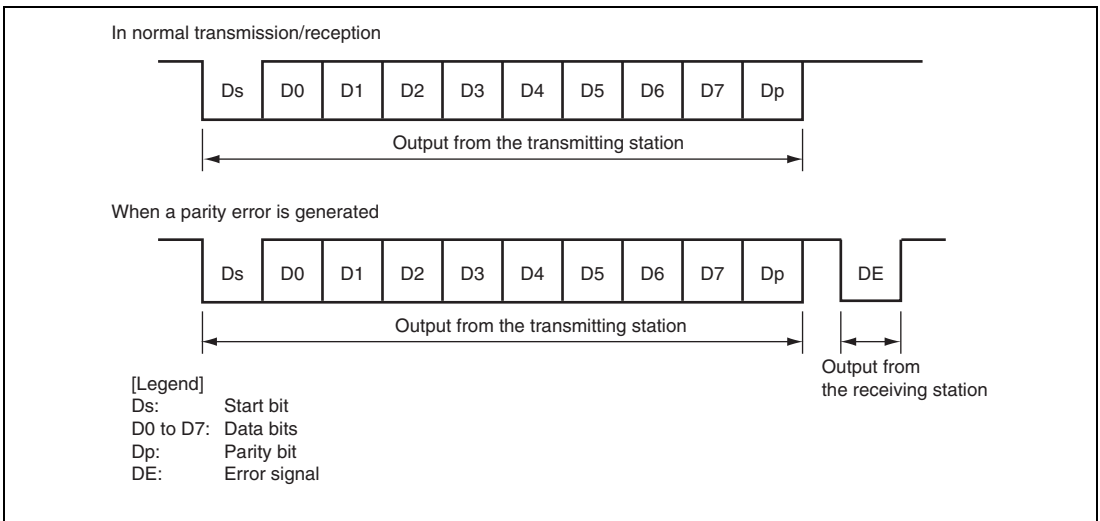 In normal transmission/reception
Ds D0 D1 D2 D3 D4 D5 D6 D7 Dp
Output from the transmitting station
When a parity error is generated
Ds D0 D1 D2 D3 D4 D5 D6 D7 Dp DE
Output from the transmitting station
Output from
the receiving station
[Legend]
Ds: Start bit
D0 to D7: Data bits
Dp: Parity bit
DE: Error signal